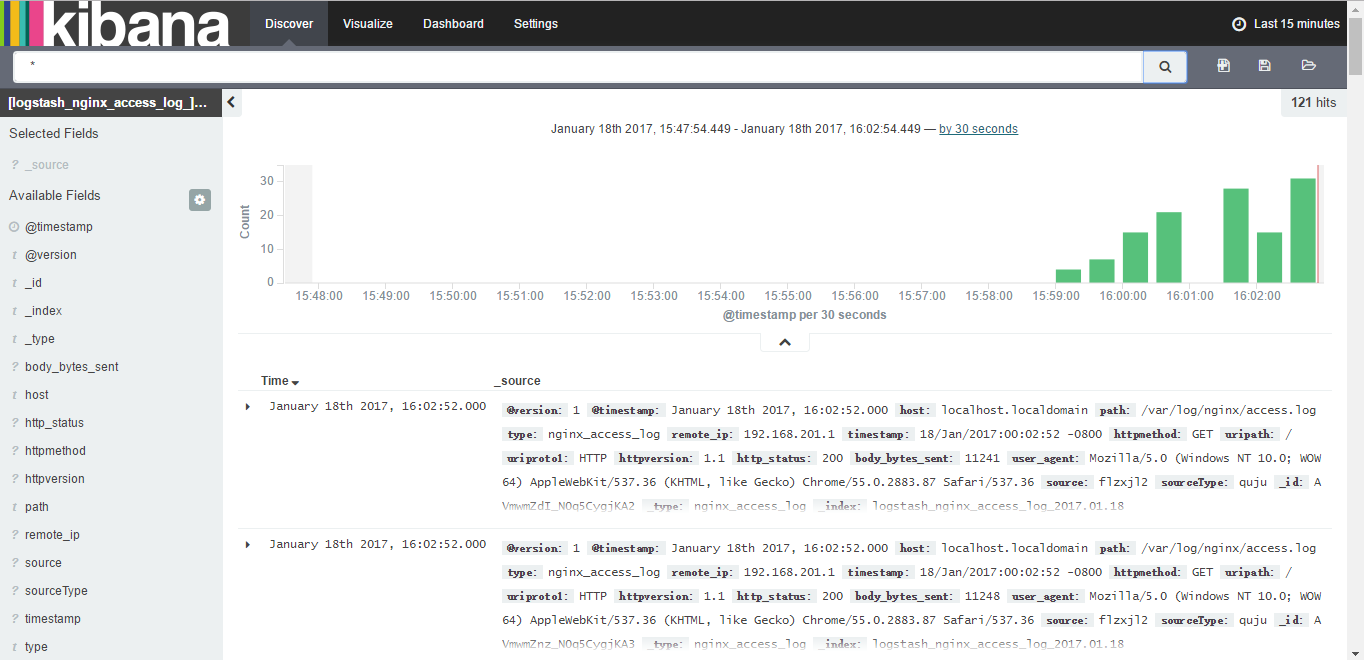 kibana Discover Visualize Dashboard Settings Last 15 minutes
*
[logstash_nginx_access_log_]... 121 hits
Selected Fields
? _source
Available Fields
@timestamp
t @version
t _id
t _index
t _type
? body_bytes_sent
t host
? http_status
? httpmethod
? httpversion
t path
? remote_ip
? source
? sourceType
? timestamp
t type
January 18th 2017, 15:47:54.449 - January 18th 2017, 16:02:54.449 — by 30 seconds
Count
30
20
10
0
15:48:00 15:49:00 15:50:00 15:51:00 15:52:00 15:53:00 15:54:00 15:55:00 15:56:00 15:57:00 15:58:00 15:59:00 16:00:00 16:01:00 16:02:00
@timestamp per 30 seconds
Time _source
January 18th 2017, 16:02:52.000
@version: 1 @timestamp: January 18th 2017, 16:02:52.000 host: localhost.localdomain path: /var/log/nginx/access.log
type: nginx_access_log remote_ip: 192.168.201.1 timestamp: 18/Jan/2017:00:02:52 -0800 httpmethod: GET uripath: /
uriproto1: HTTP httpversion: 1.1 http_status: 200 body_bytes_sent: 11241 user_agent: Mozilla/5.0 (Windows NT 10.0; WOW
64) AppleWebKit/537.36 (KHTML, like Gecko) Chrome/55.0.2883.87 Safari/537.36 source: flzxjl2 sourceType: quju _id: A
VmwmZdI_NOq5CygjKA2 _type: nginx_access_log _index: logstash_nginx_access_log_2017.01.18
January 18th 2017, 16:02:52.000
@version: 1 @timestamp: January 18th 2017, 16:02:52.000 host: localhost.localdomain path: /var/log/nginx/access.log
type: nginx_access_log remote_ip: 192.168.201.1 timestamp: 18/Jan/2017:00:02:52 -0800 httpmethod: GET uripath: /
uriproto1: HTTP httpversion: 1.1 http_status: 200 body_bytes_sent: 11248 user_agent: Mozilla/5.0 (Windows NT 10.0; WOW
64) AppleWebKit/537.36 (KHTML, like Gecko) Chrome/55.0.2883.87 Safari/537.36 source: flzxjl2 sourceType: quju _id: A
VmwmZnz_NOq5CygjKA3 _type: nginx_access_log _index: logstash_nginx_access_log_2017.01.18